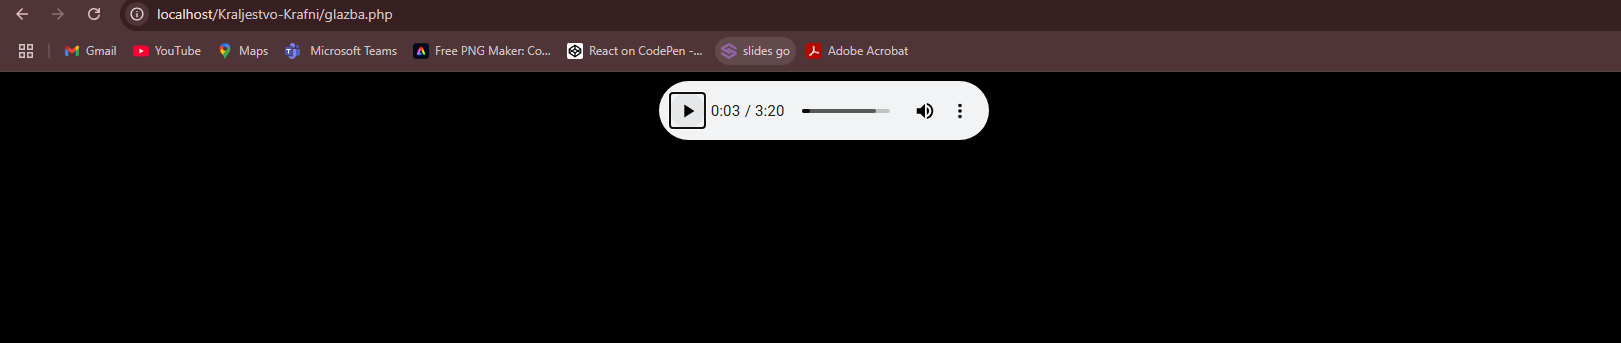 localhost/Kraljestvo-Krafni/glazba.php
Gmail YouTube Maps Microsoft Teams Free PNG Maker: Co... React on CodePen -... slides go Adobe Acrobat
0:03 / 3:20